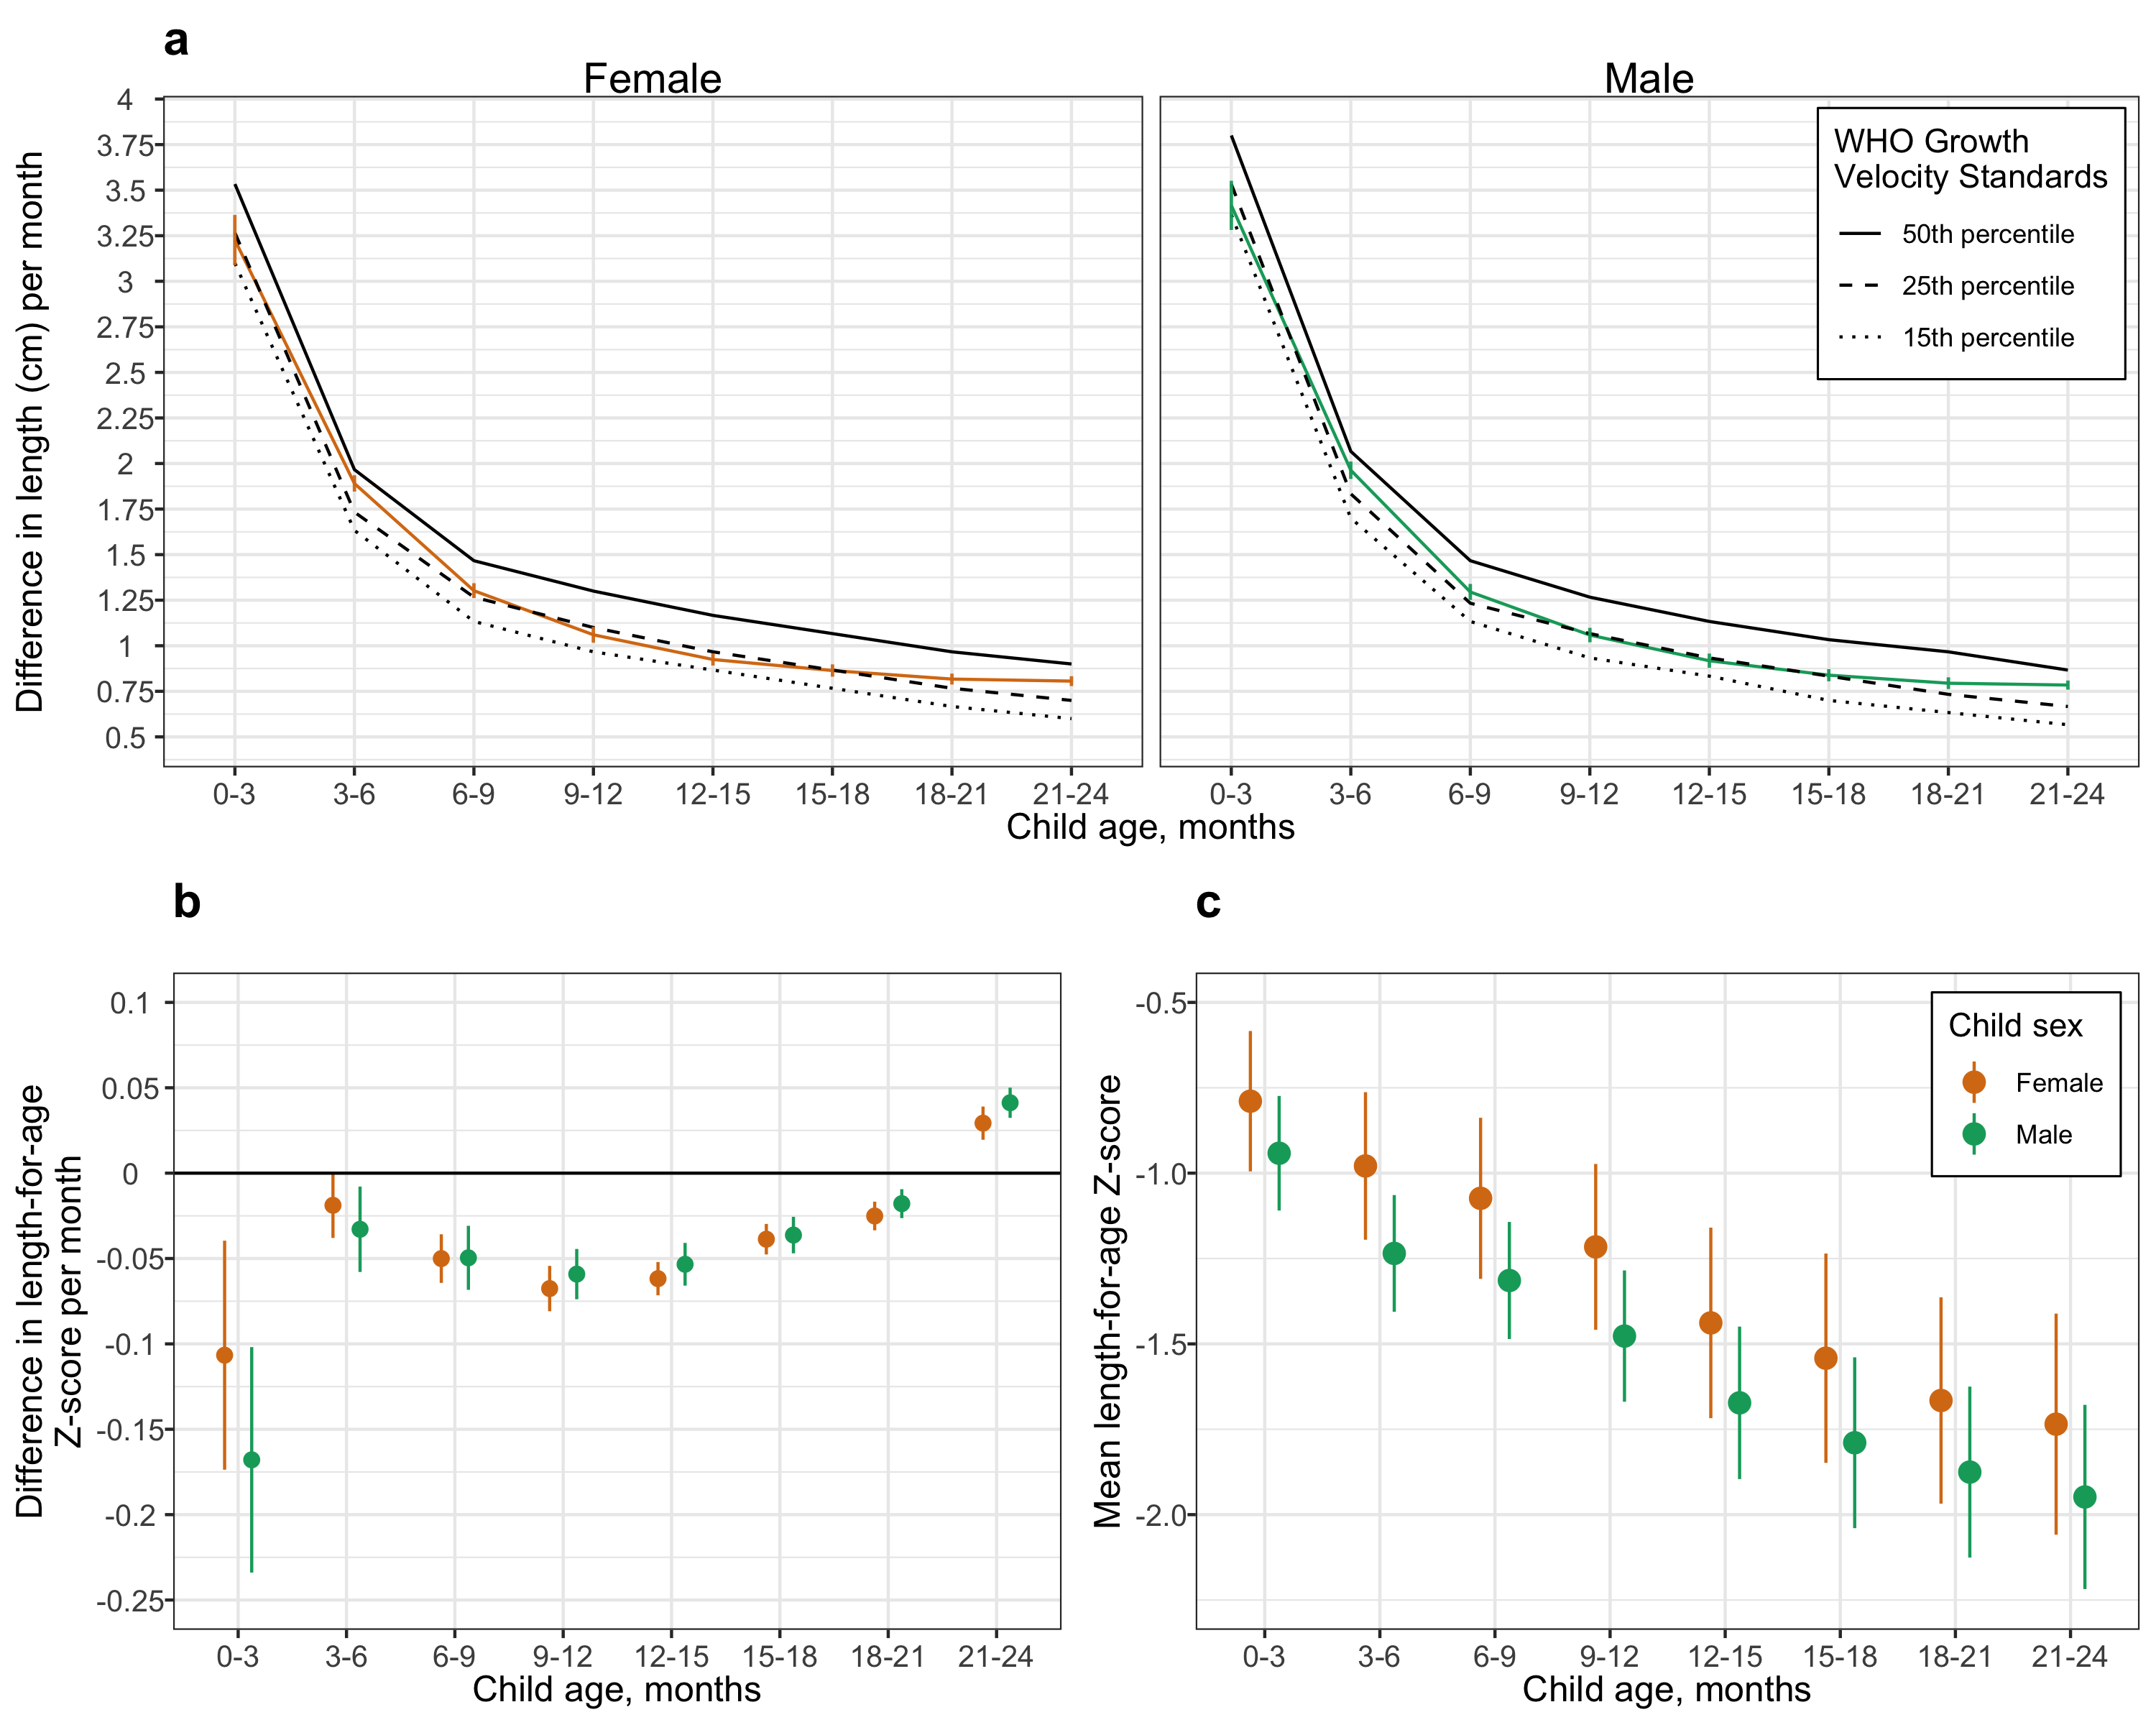 a
Female
Male
Difference in length (cm) per month
4
3.75
3.5
3.25
3
2.75
2.5
2.25
2
1.75
1.5
1.25
1
0.75
0.5
WHO Growth
Velocity Standards
50th percentile
25th percentile
15th percentile
0-3 3-6 6-9 9-12 12-15 15-18 18-21 21-24
0-3 3-6 6-9 9-12 12-15 15-18 18-21 21-24
Child age, months
b
Difference in length-for-age
Z-score per month
0.1
0.05
0
-0.05
-0.1
-0.15
-0.2
-0.25
0-3 3-6 6-9 9-12 12-15 15-18 18-21 21-24
Child age, months
c
Mean length-for-age Z-score
-0.5
-1.0
-1.5
-2.0
Child sex
Female
Male
0-3 3-6 6-9 9-12 12-15 15-18 18-21 21-24
Child age, months